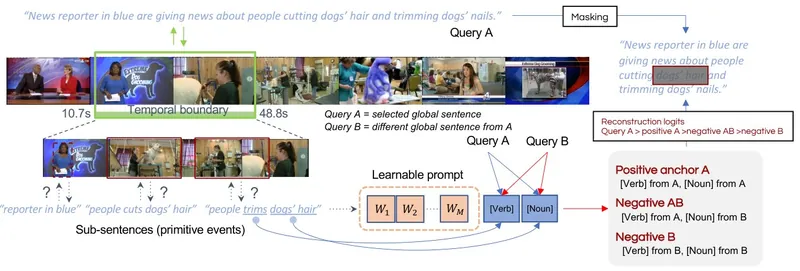 “News reporter in blue are giving news about people cutting dogs’ hair and trimming dogs’ nails.”
Masking
Query A
“News reporter in blue are
giving news about people
cutting dogs’ hair and
trimming dogs’ nails.”
10.7s
Temporal boundary
48.8s
Query A = selected global sentence
Query B = different global sentence from A
Reconstruction logits
Query A > positive A >negative AB >negative B
Query A
Query B
Learnable prompt
? ? ?
W1 W2 ... WM
[Verb]
[Noun]
Positive anchor A
[Verb] from A, [Noun] from A
Negative AB
[Verb] from A, [Noun] from B
Negative B
[Verb] from B, [Noun] from B
“reporter in blue” “people cuts dogs’ hair” “people trims dogs’ hair”
Sub-sentences (primitive events)